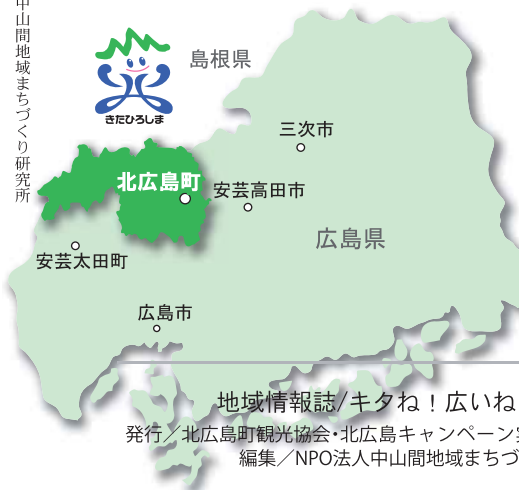 中山間地域まちづくり研究所
きたひろしま
島根県
三次市
北広島町
安芸高田市
広島県
安芸太田町
広島市
地域情報誌/キタね！広いね
発行／北広島町観光協会・北広島キャンペーン実
編集／NPO法人中山間地域まちづ